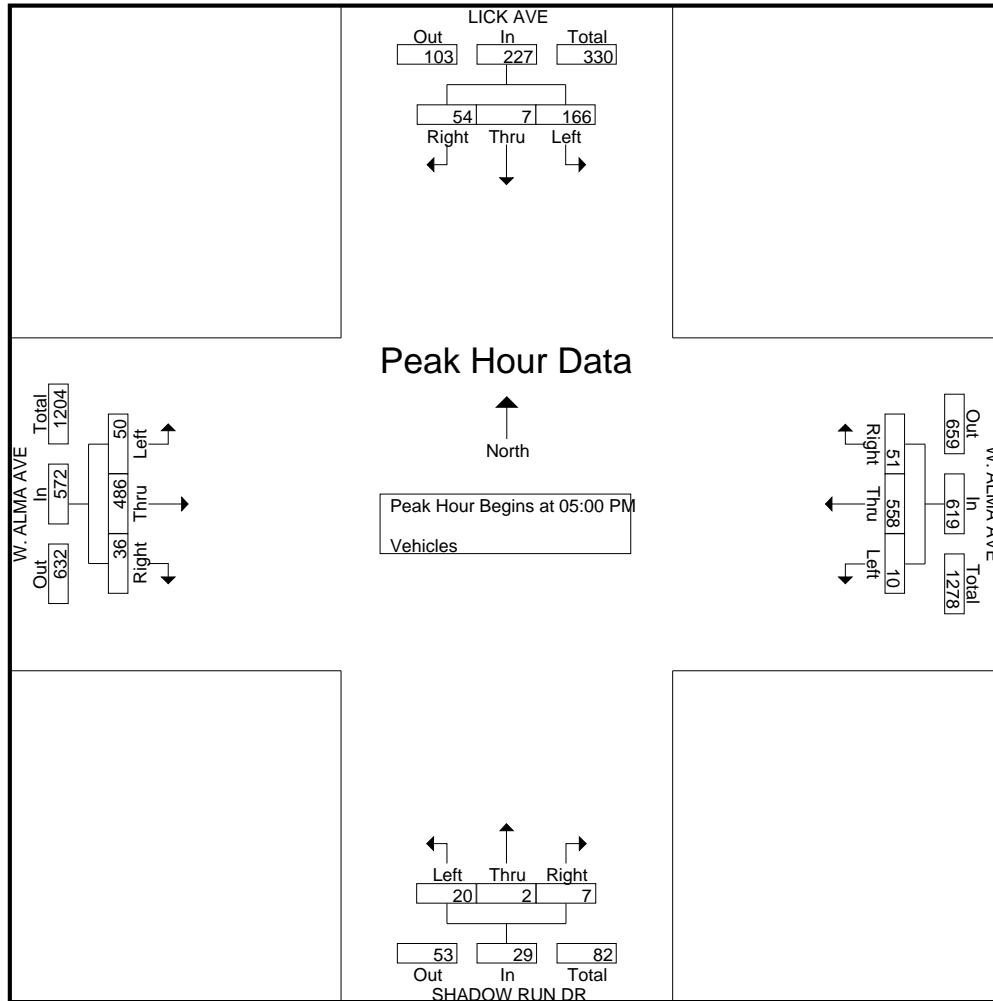 LICK AVE
Out In Total
103 227 330
54 7 166
Right Thru Left
Peak Hour Data
North
Peak Hour Begins at 05:00 PM
Vehicles
W. ALMA AVE
Out In Total
632 572 1204
50 486 36
Left Thru Right
W. ALMA AVE
Out In Total
659 619 1278
51 558 10
Right Thru Left
Left Thru Right
20 2 7
53 29 82
Out In Total
SHADOW RUN DR